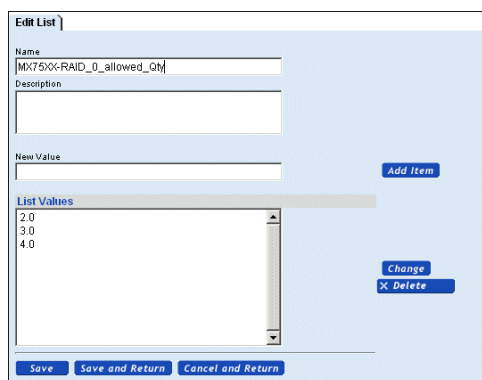 Edit List
Name
MX75XX-RAID_0_allowed_Qty
Description
New Value
Add Item
List Values
2.0
3.0
4.0
Change
X Delete
Save
Save and Return
Cancel and Return